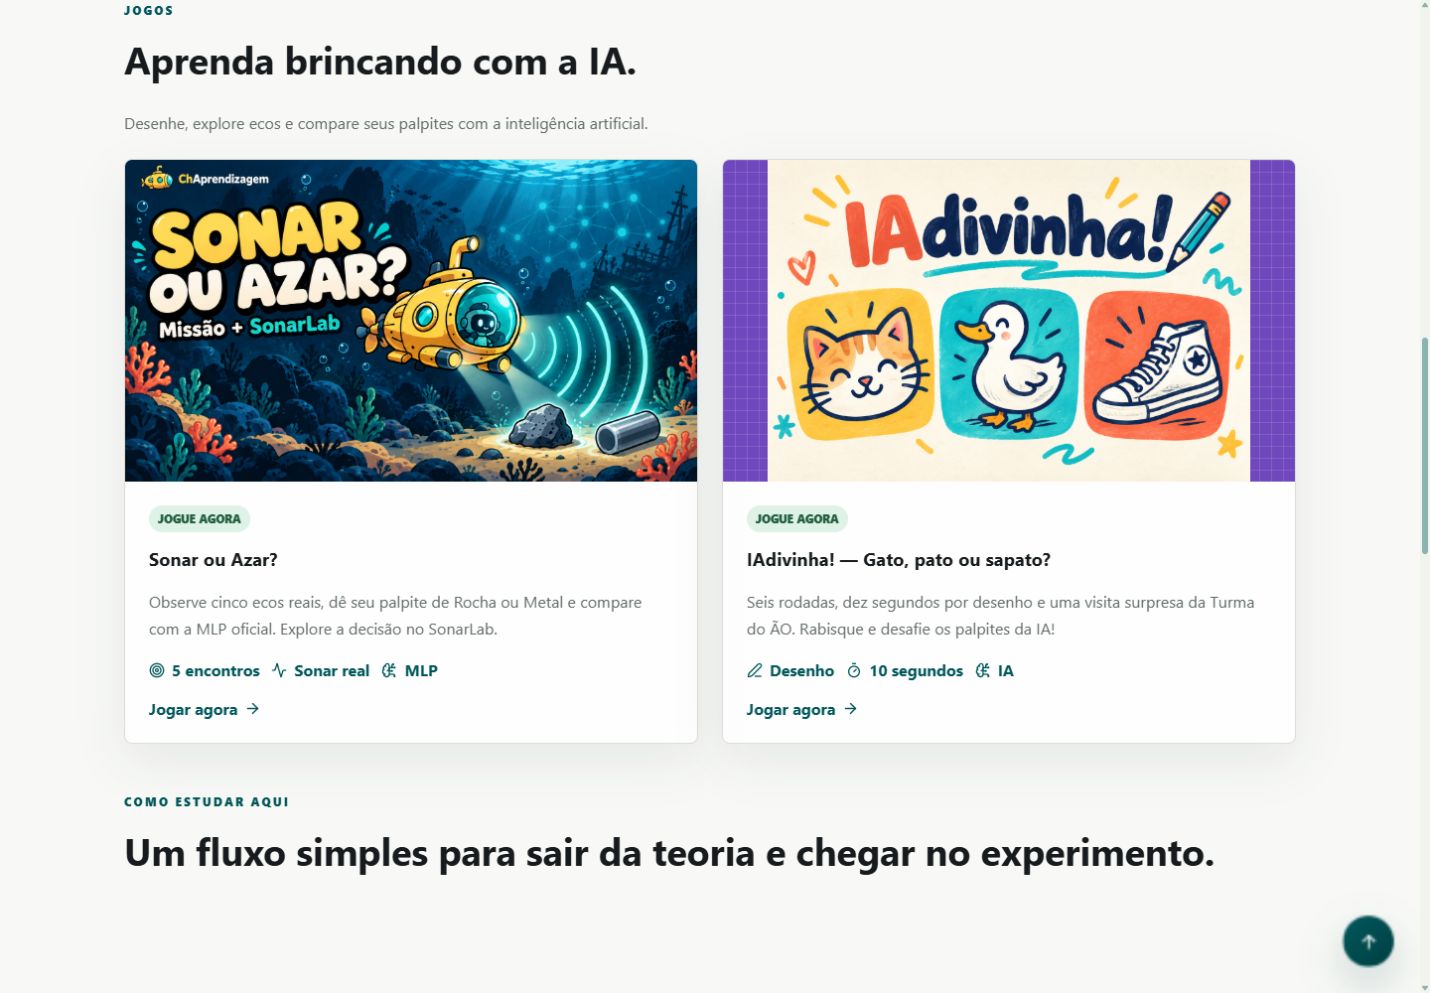 JOGOS
Aprenda brincando com a IA.
Desenhe, explore ecos e compare seus palpites com a inteligência artificial.
ChAprendizagem
SONAR
OU AZAR?
Missão + SonarLab
JOGUE AGORA
Sonar ou Azar?
Observe cinco ecos reais, dê seu palpite de Rocha ou Metal e compare
com a MLP oficial. Explore a decisão no SonarLab.
5 encontros Sonar real MLP
Jogar agora
IAdivinha!
JOGUE AGORA
IAdivinha! — Gato, pato ou sapato?
Seis rodadas, dez segundos por desenho e uma visita surpresa da Turma
do ÃO. Rabisque e desafie os palpites da IA!
Desenho 10 segundos IA
Jogar agora
COMO ESTUDAR AQUI
Um fluxo simples para sair da teoria e chegar no experimento.